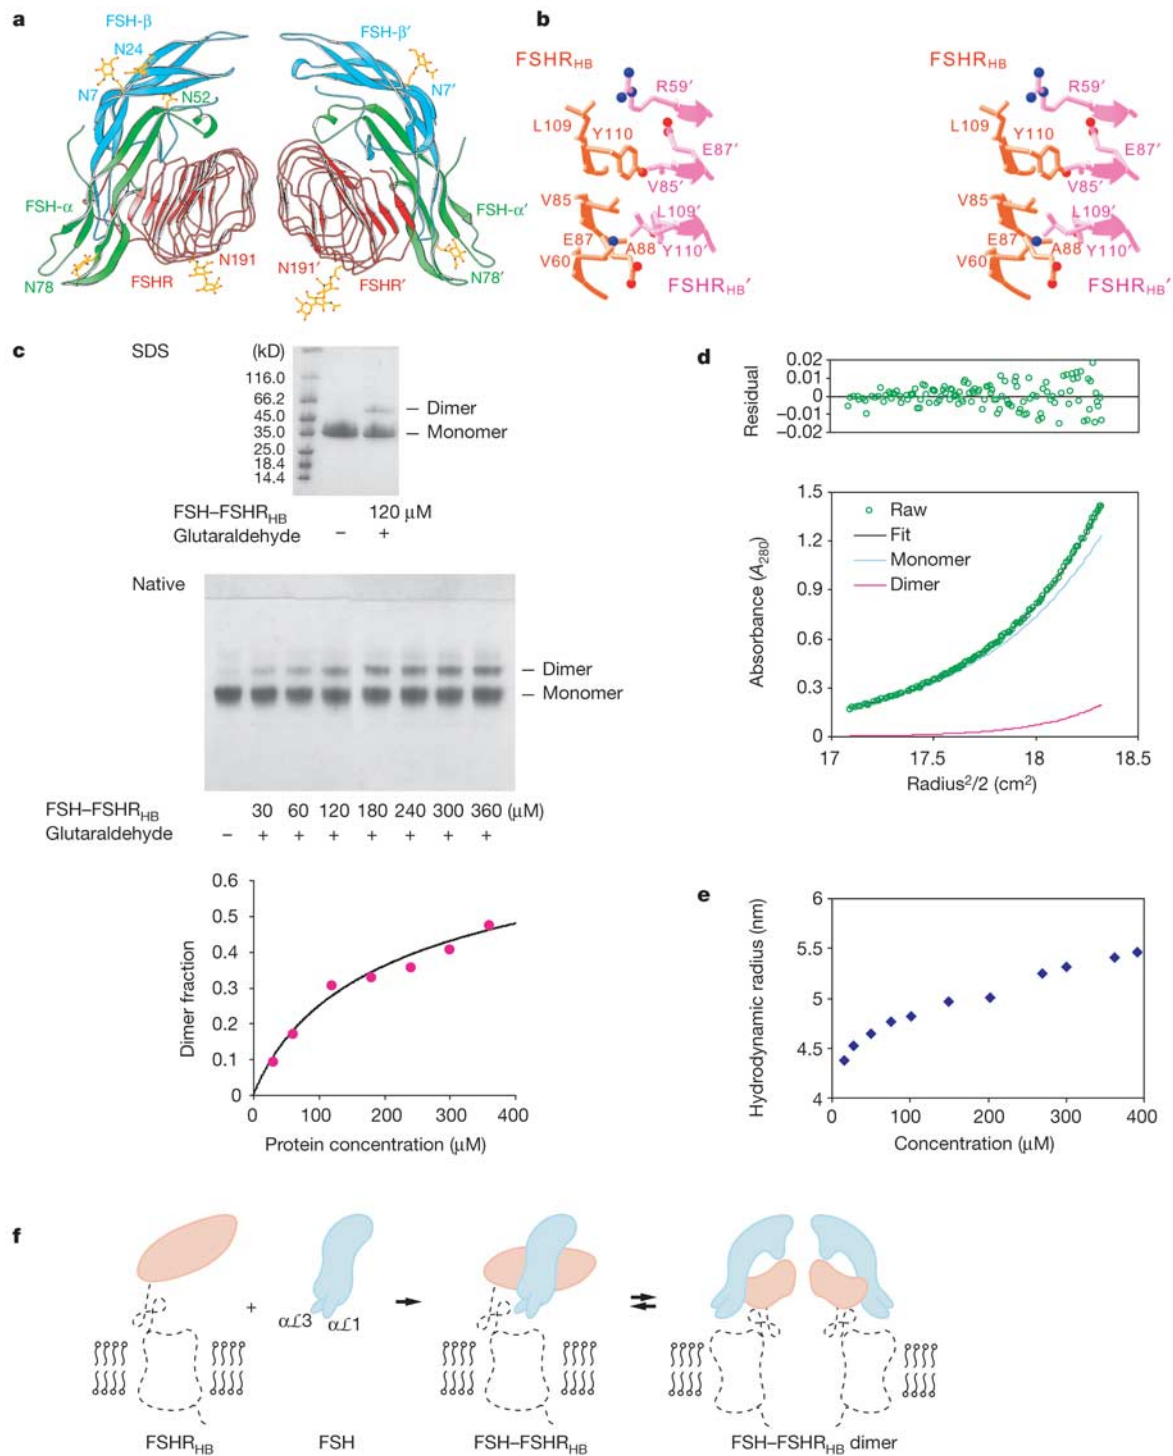 a
FSH-β
N24
N7
N52
FSH-α
N78
FSHR
N191
FSH-β′
N7′
FSH-α′
N191′
FSHR′
N78′
b
FSHRHB
R59′
L109
Y110
E87′
V85′
V85
L109′
E87
A88
Y110′
V60
FSHRHB′
FSHRHB
R59′
L109
Y110
E87′
V85′
V85
L109′
E87
A88
Y110′
V60
FSHRHB′
c
SDS
(kD)
116.0
66.2
45.0
35.0
25.0
18.4
14.4
Dimer
Monomer
FSH–FSHRHB 120 μM
Glutaraldehyde – +
Native
Dimer
Monomer
FSH–FSHRHB 30 60 120 180 240 300 360 (μM)
Glutaraldehyde – + + + + + + +
Dimer fraction
0.6
0.5
0.4
0.3
0.2
0.1
0
0 100 200 300 400
Protein concentration (μM)
d
Residual
0.02
0.01
0
–0.01
–0.02
Absorbance (A280)
1.5
1.2
0.9
0.6
0.3
0
Raw
Fit
Monomer
Dimer
17 17.5 18 18.5
Radius2/2 (cm2)
e
Hydrodynamic radius (nm)
6
5.5
5
4.5
4
0 100 200 300 400
Concentration (μM)
f
+
αL3 αL1
FSHRHB
FSH
FSH–FSHRHB
FSH–FSHRHB dimer